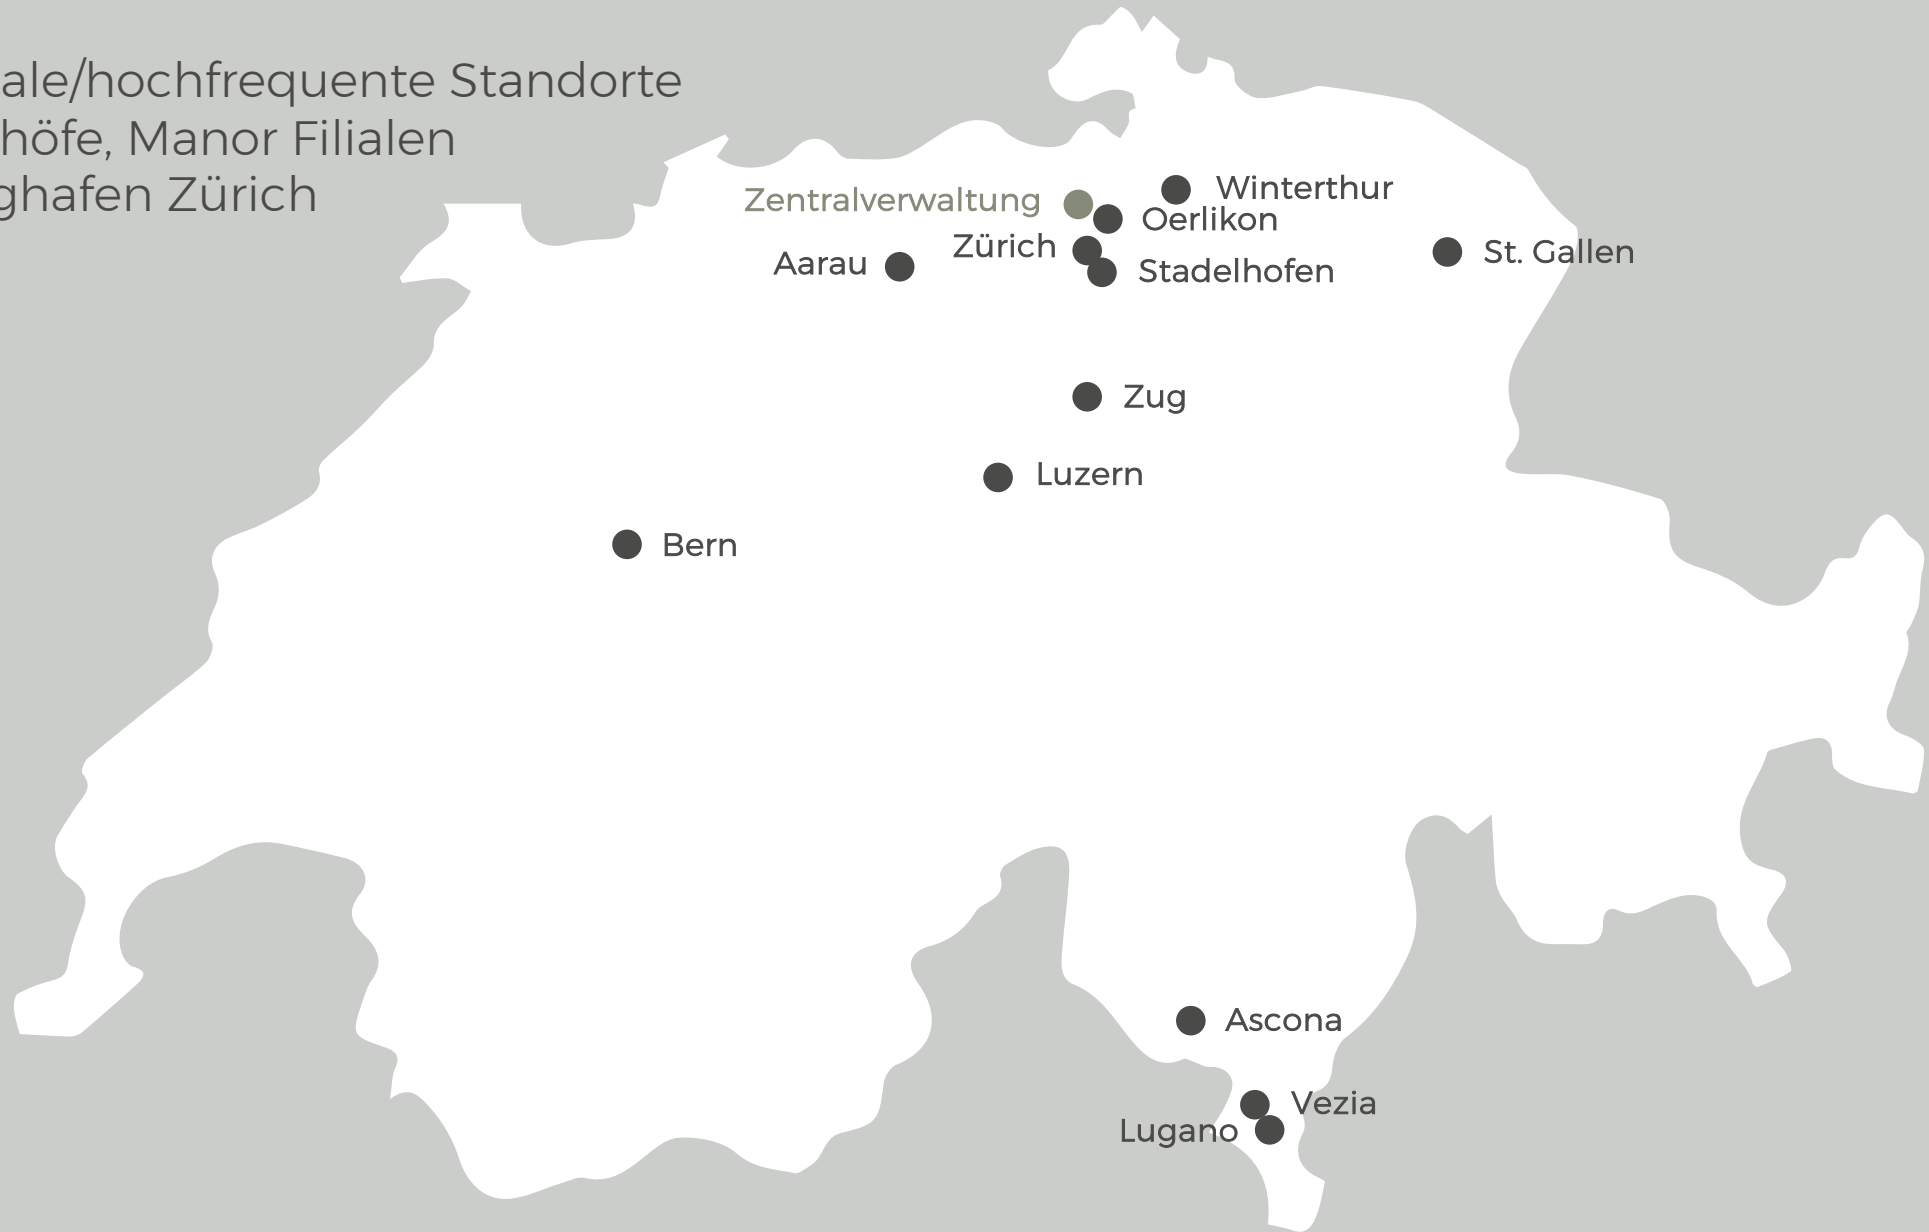 ale/hochfrequente Standorte
höfe, Manor Filialen
ghafen Zürich
Winterthur
Zentralverwaltung
Oerlikon
Zürich
St. Gallen
Aarau
Stadelhofen
Zug
Luzern
Bern
Ascona
Vezia
Lugano